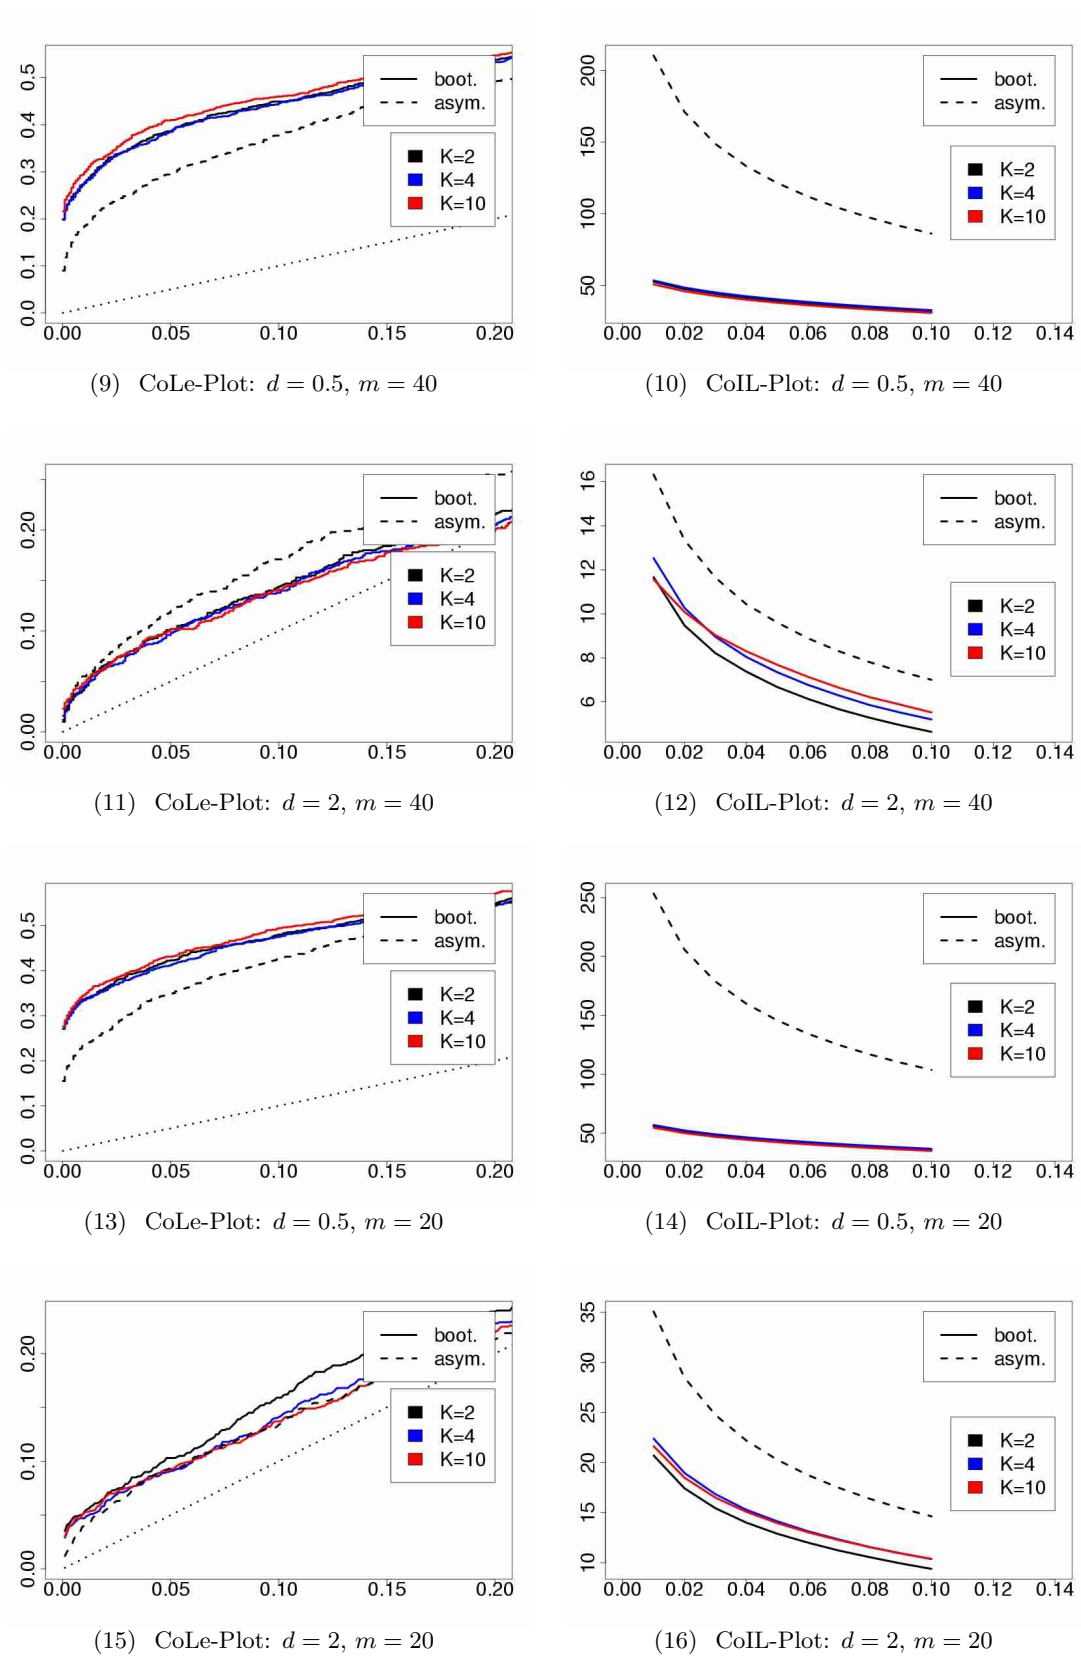 0.0 0.1 0.2 0.3 0.4 0.5
boot.
asym.
K=2
K=4
K=10
0.00 0.05 0.10 0.15 0.20
(9) CoLe-Plot: d = 0.5, m = 40
50 100 150 200
boot.
asym.
K=2
K=4
K=10
0.00 0.02 0.04 0.06 0.08 0.10 0.12 0.14
(10) CoIL-Plot: d = 0.5, m = 40
0.00 0.10 0.20
boot.
asym.
K=2
K=4
K=10
0.00 0.05 0.10 0.15 0.20
(11) CoLe-Plot: d = 2, m = 40
6 8 10 12 14 16
boot.
asym.
K=2
K=4
K=10
0.00 0.02 0.04 0.06 0.08 0.10 0.12 0.14
(12) CoIL-Plot: d = 2, m = 40
0.0 0.1 0.2 0.3 0.4 0.5
boot.
asym.
K=2
K=4
K=10
0.00 0.05 0.10 0.15 0.20
(13) CoLe-Plot: d = 0.5, m = 20
50 100 150 200 250
boot.
asym.
K=2
K=4
K=10
0.00 0.02 0.04 0.06 0.08 0.10 0.12 0.14
(14) CoIL-Plot: d = 0.5, m = 20
0.00 0.10 0.20
boot.
asym.
K=2
K=4
K=10
0.00 0.05 0.10 0.15 0.20
(15) CoLe-Plot: d = 2, m = 20
10 15 20 25 30 35
boot.
asym.
K=2
K=4
K=10
0.00 0.02 0.04 0.06 0.08 0.10 0.12 0.14
(16) CoIL-Plot: d = 2, m = 20